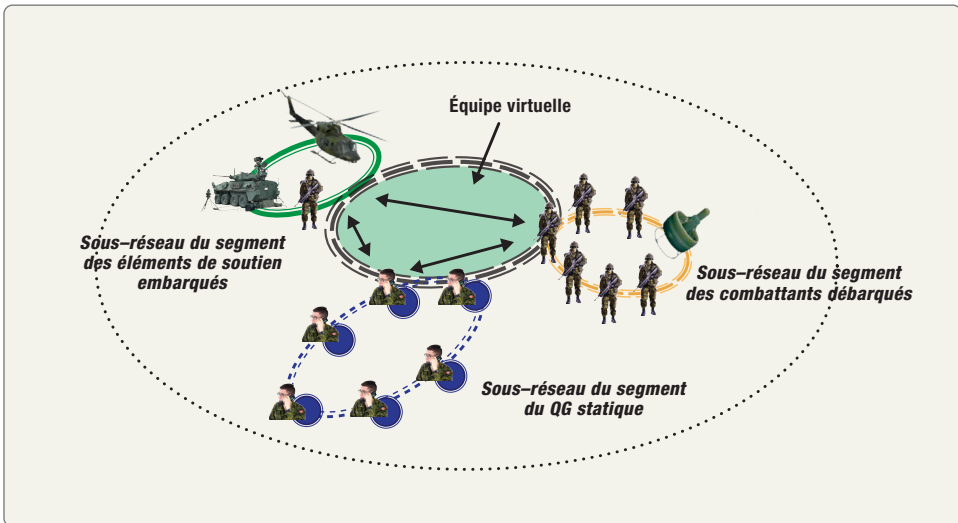 Équipe virtuelle
Sous–réseau du segment
des éléments de soutien
embarqués
Sous–réseau du segment
des combattants débarqués
Sous–réseau du segment
du QG statique